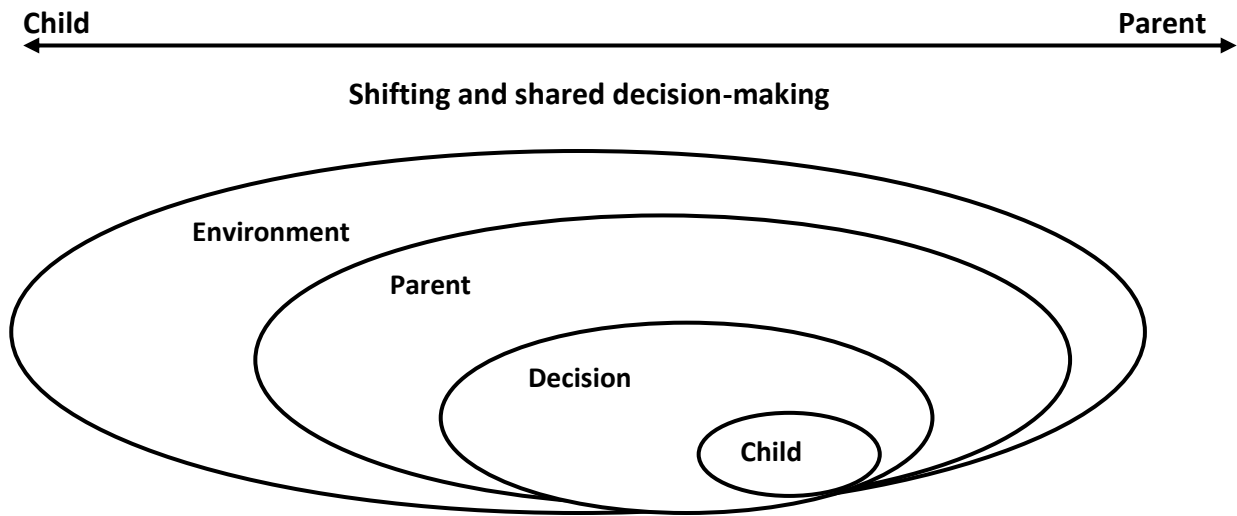 Child Parent
Shifting and shared decision-making
Environment
Parent
Decision
Child